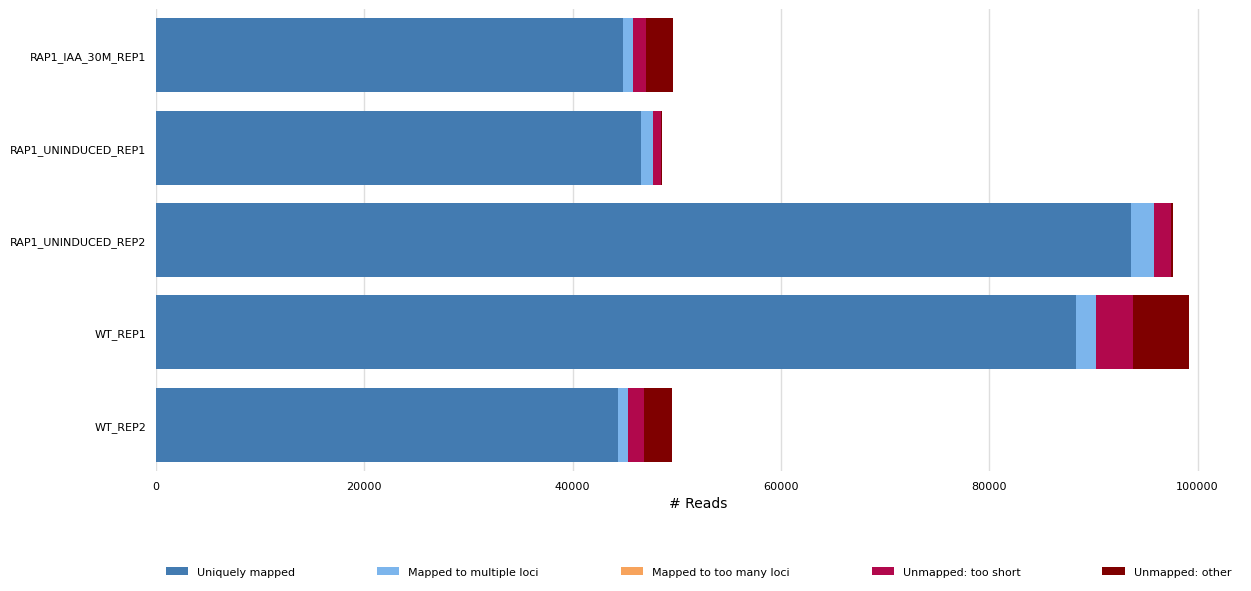 RAP1_IAA_30M_REP1
RAP1_UNINDUCED_REP1
RAP1_UNINDUCED_REP2
WT_REP1
WT_REP2
0 20000 40000 60000 80000 100000
# Reads
Uniquely mapped Mapped to multiple loci Mapped to too many loci Unmapped: too short Unmapped: other